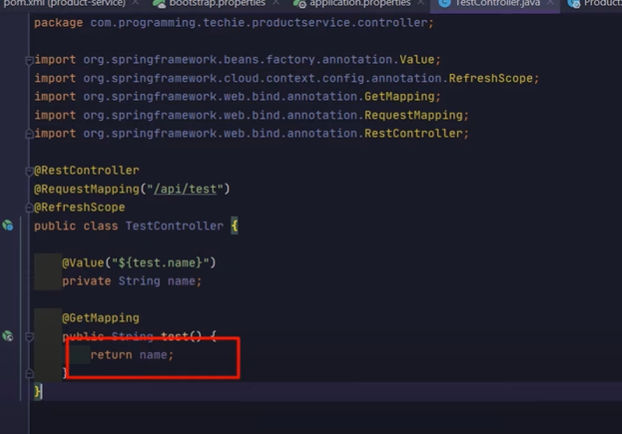 pom.xml (product-service) bootstrap.properties application.properties TestController.java Product
package com.programming.techie.productservice.controller;
import org.springframework.beans.factory.annotation.Value;
import org.springframework.cloud.context.config.annotation.RefreshScope;
import org.springframework.web.bind.annotation.GetMapping;
import org.springframework.web.bind.annotation.RequestMapping;
import org.springframework.web.bind.annotation.RestController;
@RestController
@RequestMapping("/api/test")
@RefreshScope
public class TestController {
@Value("${test.name}")
private String name;
@GetMapping
public String test() {
return name;
}
}